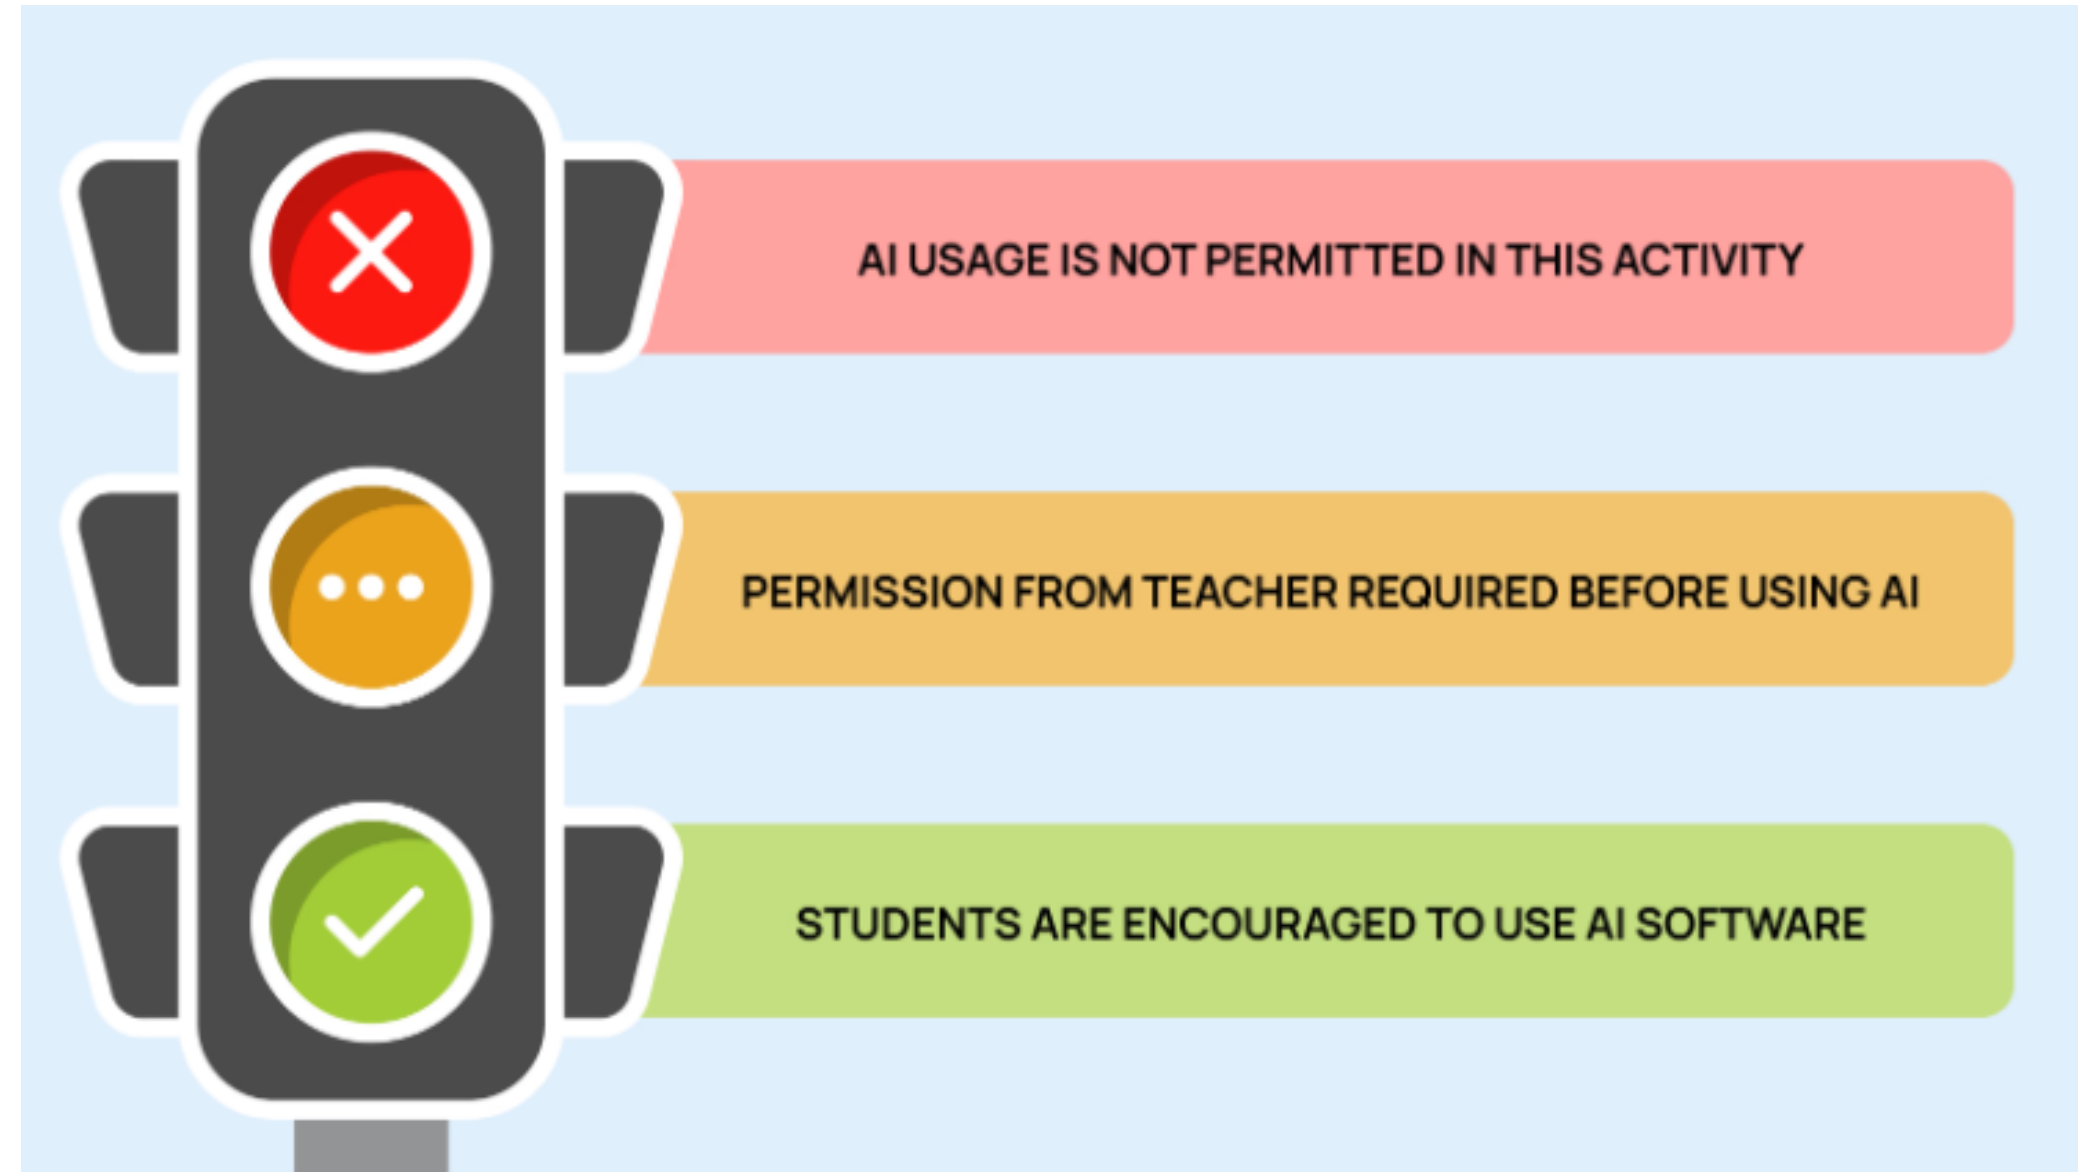 AI USAGE IS NOT PERMITTED IN THIS ACTIVITY
PERMISSION FROM TEACHER REQUIRED BEFORE USING AI
STUDENTS ARE ENCOURAGED TO USE AI SOFTWARE